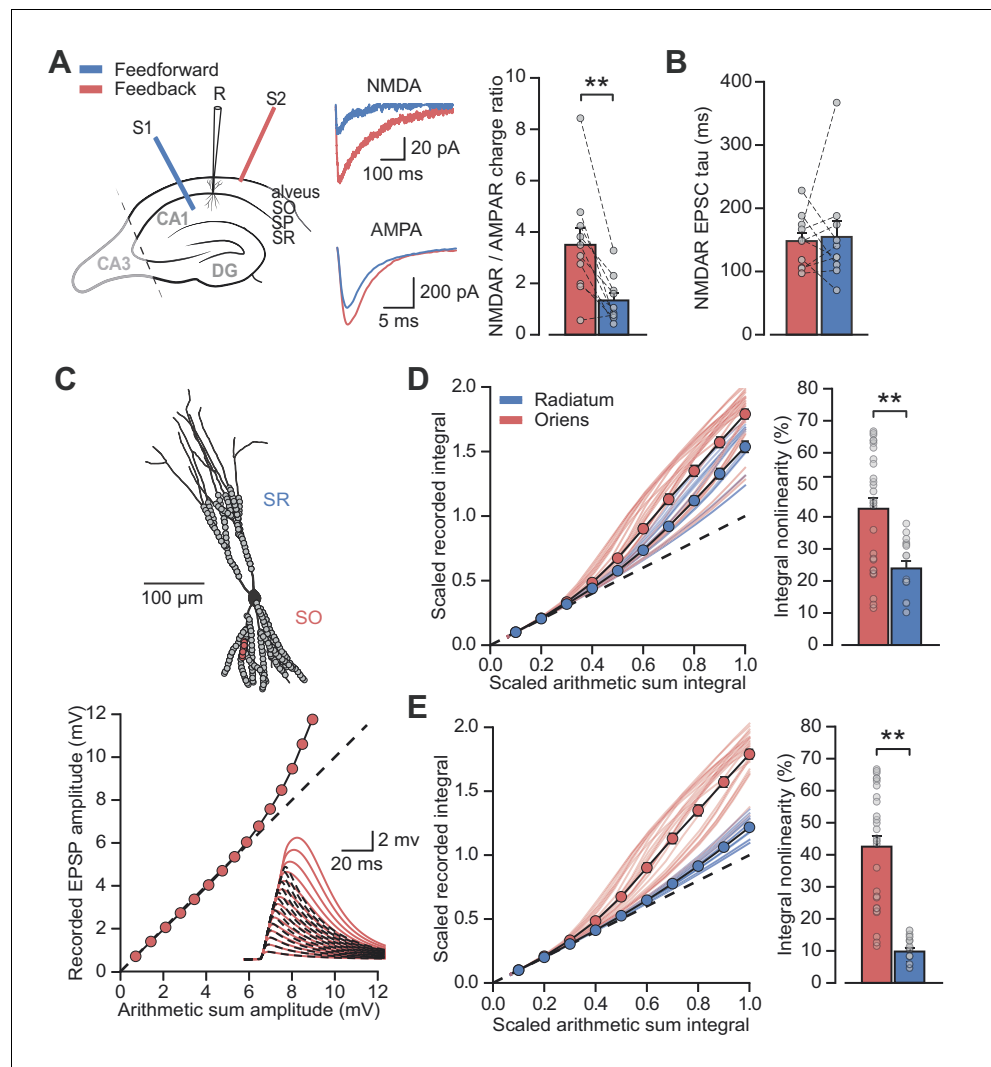 A
Feedforward
Feedback
S1
R
S2
alveus
SO
SP
SR
CA1
CA3
DG
NMDA
20 pA
100 ms
AMPA
200 pA
5 ms
NMDAR / AMPAR charge ratio
10
8
6
4
2
0
**
B
NMDAR EPSC tau (ms)
400
300
200
100
0
C
SR
100 µm
SO
Recorded EPSP amplitude (mV)
12
10
8
6
4
2
0
2 mv
20 ms
0 2 4 6 8 10 12
Arithmetic sum amplitude (mV)
D
Radiatum
Oriens
Scaled recorded integral
2.0
1.5
1.0
0.5
0.0
0.0 0.2 0.4 0.6 0.8 1.0
Scaled arithmetic sum integral
Integral nonlinearity (%)
80
70
60
50
40
30
20
10
0
**
E
Scaled recorded integral
2.0
1.5
1.0
0.5
0.0
0.0 0.2 0.4 0.6 0.8 1.0
Scaled arithmetic sum integral
Integral nonlinearity (%)
80
70
60
50
40
30
20
10
0
**